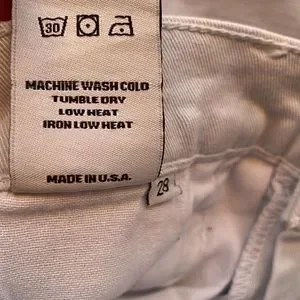 30
MACHINE WASH COLD
TUMBLE DRY
LOW HEAT
IRON LOW HEAT
MADE IN U.S.A.
28